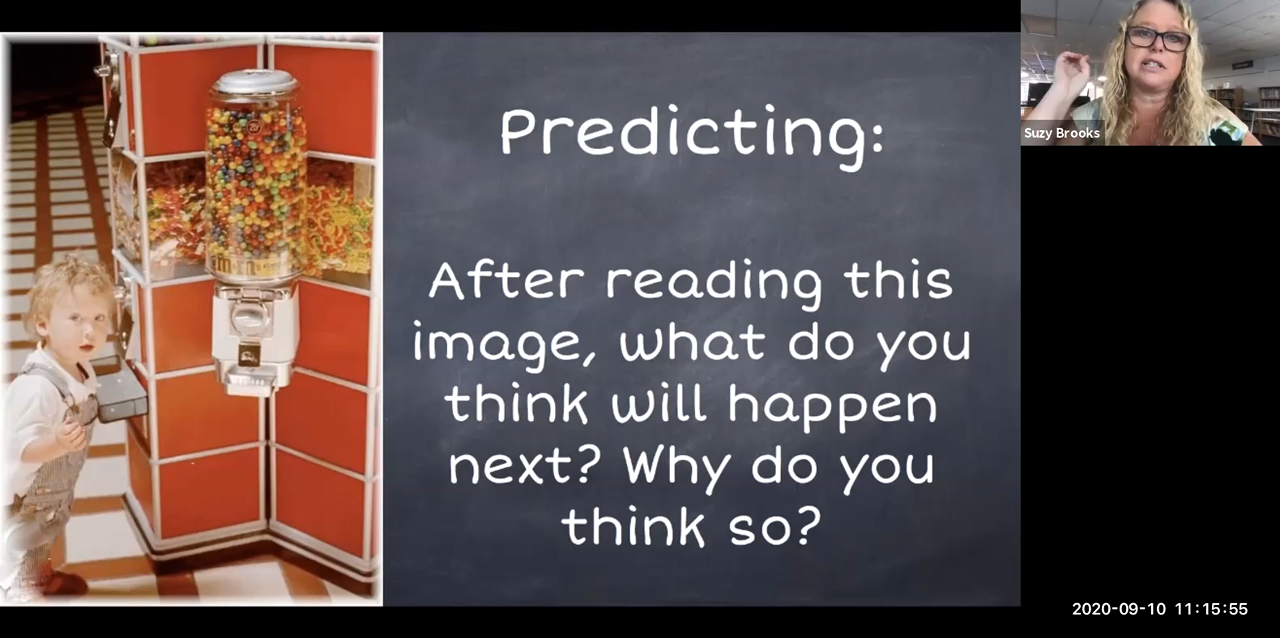 Predicting:
After reading this
image, what do you
think will happen
next? Why do you
think so?
Suzy Brooks
2020-09-10 11:15:55